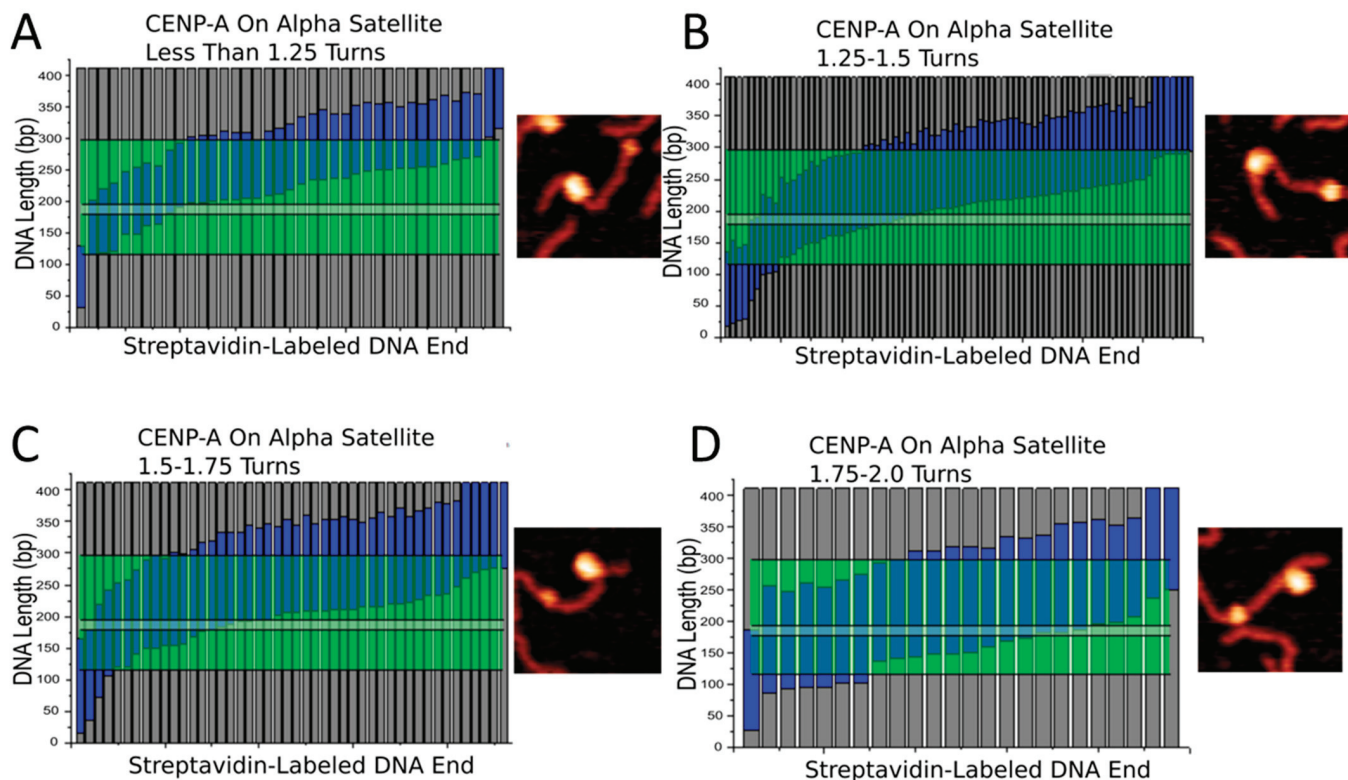 A
CENP-A On Alpha Satellite
Less Than 1.25 Turns
DNA Length (bp)
400
350
300
250
200
150
100
50
0
Streptavidin-Labeled DNA End
B
CENP-A On Alpha Satellite
1.25-1.5 Turns
DNA Length (bp)
400
350
300
250
200
150
100
50
0
Streptavidin-Labeled DNA End
C
CENP-A On Alpha Satellite
1.5-1.75 Turns
DNA Length (bp)
400
350
300
250
200
150
100
50
0
Streptavidin-Labeled DNA End
D
CENP-A On Alpha Satellite
1.75-2.0 Turns
DNA Length (bp)
400
350
300
250
200
150
100
50
0
Streptavidin-Labeled DNA End